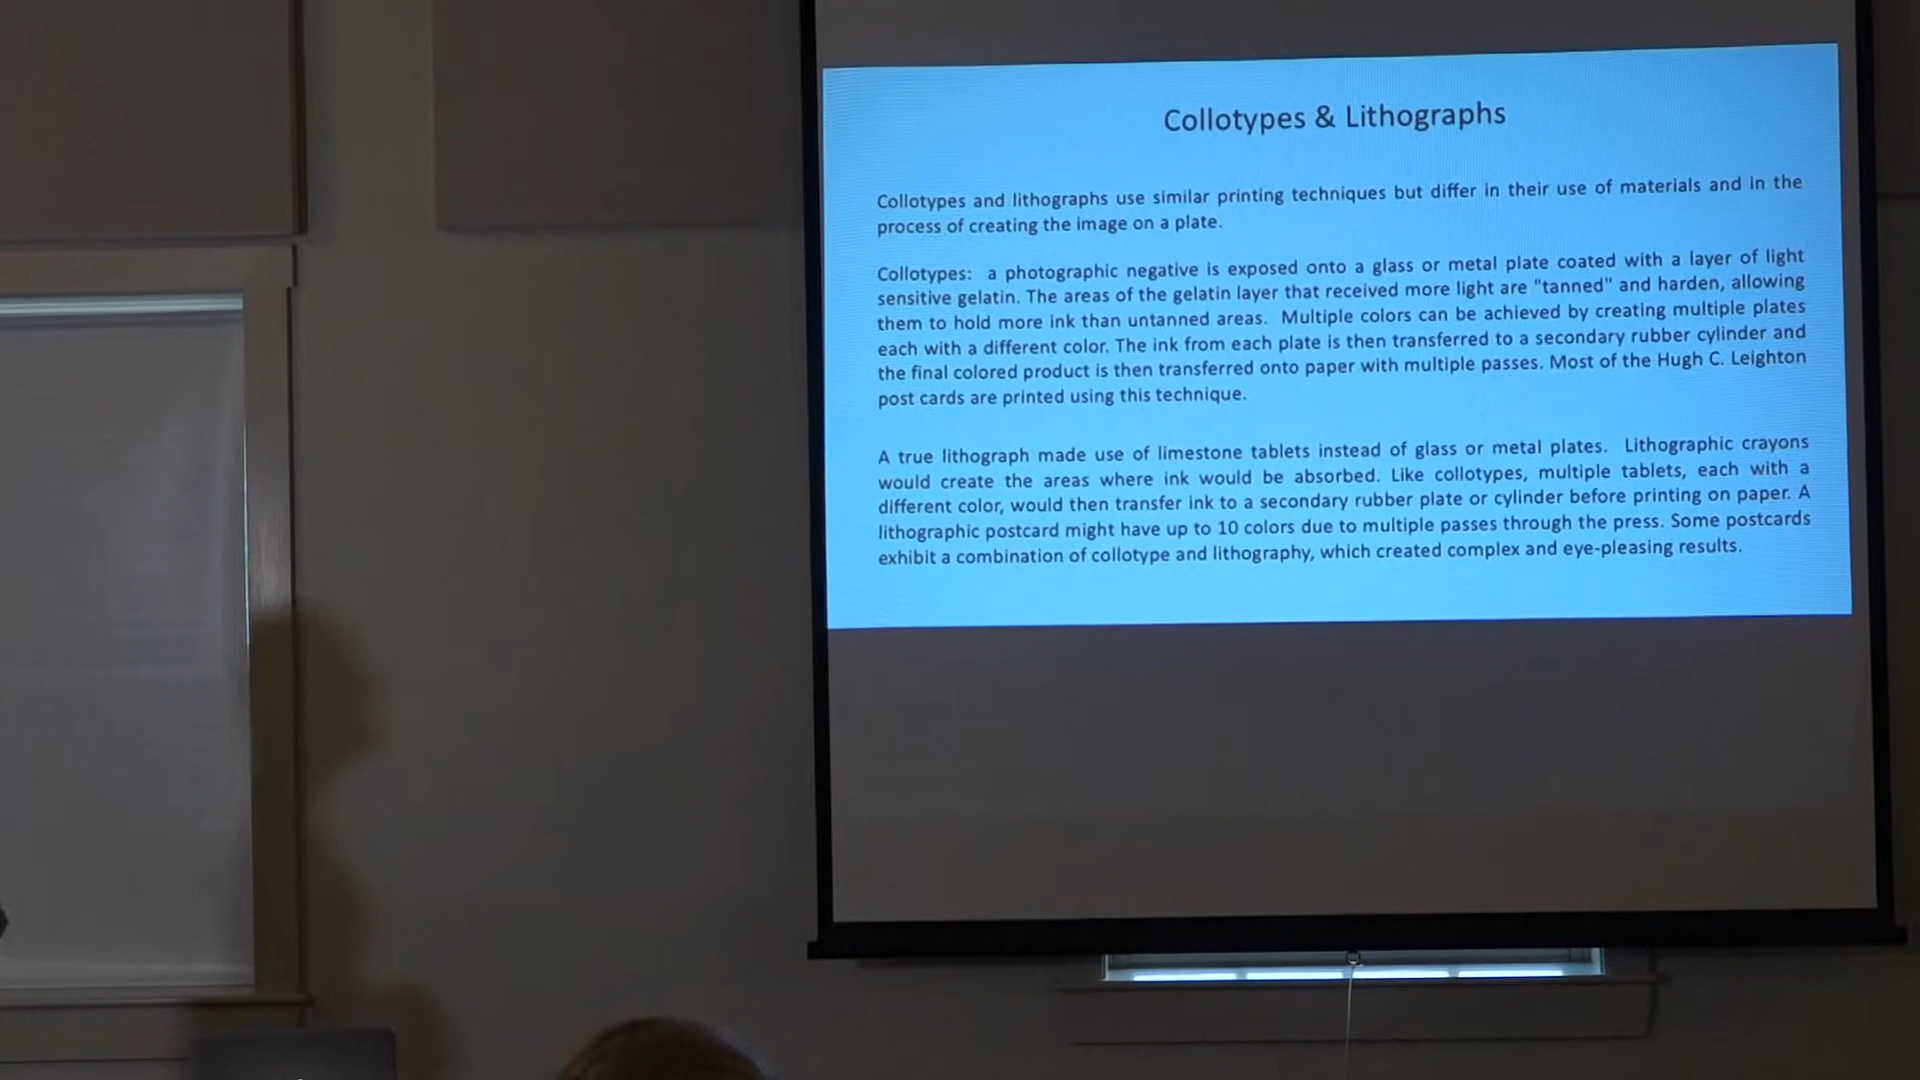 Collotypes & Lithographs
Collotypes and lithographs use similar printing techniques but differ in their use of materials and in the
process of creating the image on a plate.
Collotypes: a photographic negative is exposed onto a glass or metal plate coated with a layer of light
sensitive gelatin. The areas of the gelatin layer that received more light are "tanned" and harden, allowing
them to hold more ink than untanned areas. Multiple colors can be achieved by creating multiple plates
each with a different color. The ink from each plate is then transferred to a secondary rubber cylinder and
the final colored product is then transferred onto paper with multiple passes. Most of the Hugh C. Leighton
post cards are printed using this technique.
A true lithograph made use of limestone tablets instead of glass or metal plates. Lithographic crayons
would create the areas where ink would be absorbed. Like collotypes, multiple tablets, each with a
different color, would then transfer ink to a secondary rubber plate or cylinder before printing on paper. A
lithographic postcard might have up to 10 colors due to multiple passes through the press. Some postcards
exhibit a combination of collotype and lithography, which created complex and eye-pleasing results.